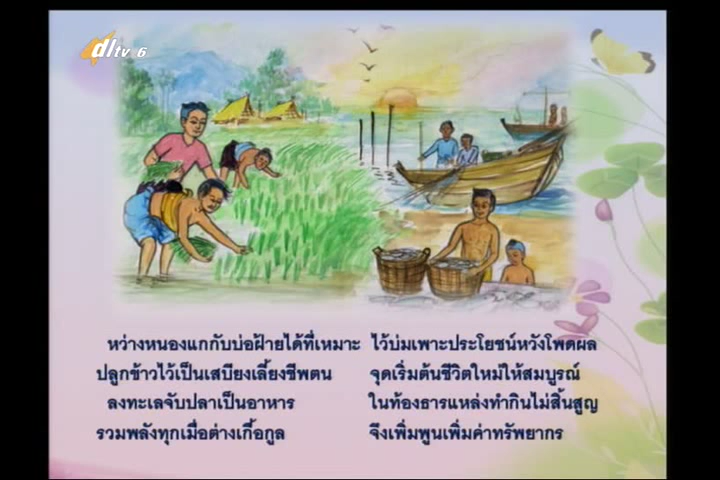 dltv 6
หว่างหนองแกกับบ่อฝ้ายได้ที่เหมาะ ไว้บ่มเพาะประโยชน์หวังโพดผล
ปลูกข้าวไว้เป็นเสบียงเลี้ยงชีพตน จุดเริ่มต้นชีวิตใหม่ให้สมบูรณ์
ลงทะเลจับปลาเป็นอาหาร ในท้องธารแหล่งทำกินไม่สิ้นสูญ
รวมพลังทุกเมื่อต่างเกื้อกูล จึงเพิ่มพูนเพิ่มค่าทรัพยากร